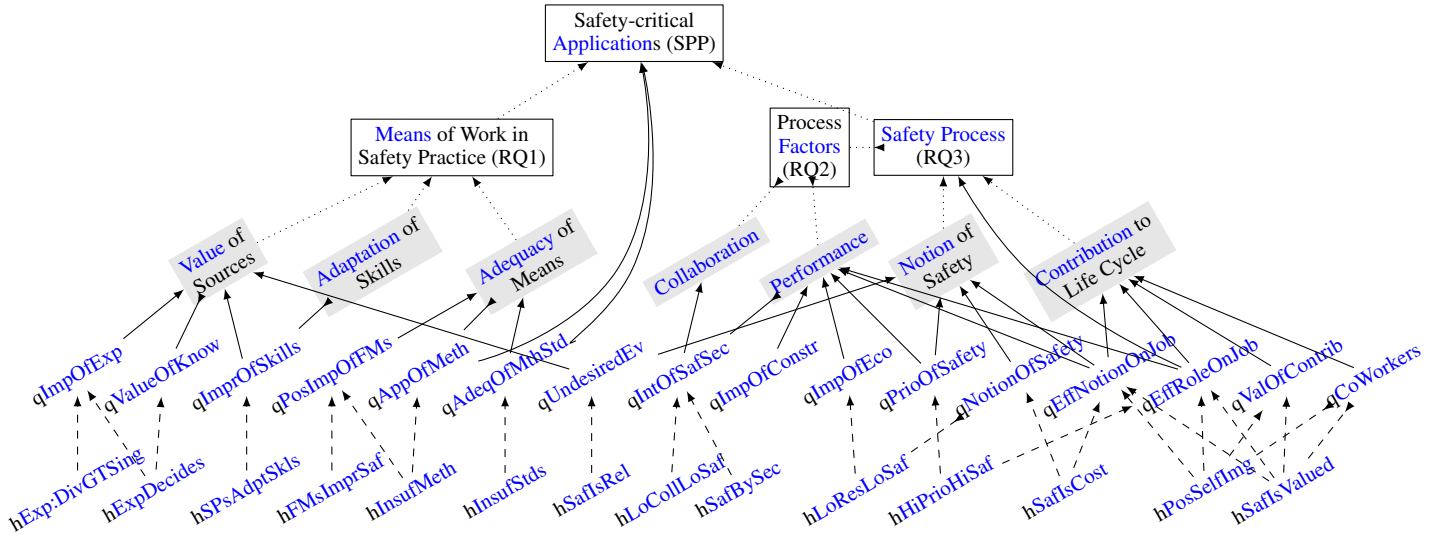 Safety-critical
Applications (SPP)
Means of Work in
Safety Practice (RQ1)
Process
Factors
(RQ2)
Safety Process
(RQ3)
Value of
Sources
Adaptation of
Skills
Adequacy of
Means
Collaboration
Performance
Notion of
Safety
Contribution to
Life Cycle
qImpOfExp
qValueOfKnow
qImprOfSkills
qPosImpOfFMs
qAppOfMeth
qAdeqOfMthStd
qUndesiredEv
qIntOfSafSec
qImpOfConstr
qImpOfEco
qPrioOfSafety
qNotionOfSafety
qEffNotionOnJob
qEffRoleOnJob
qValOfContrib
qCoWorkers
hExp:DivGTSing
hExpDecides
hSPsAdptSkls
hFMsImprSaf
hInsufMeth
hInsufStds
hSafIsRel
hLoCollLoSaf
hSafBySec
hLoResLoSaf
hHiPrioHiSaf
hSafIsCost
hPosSelfImg
hSafIsValued